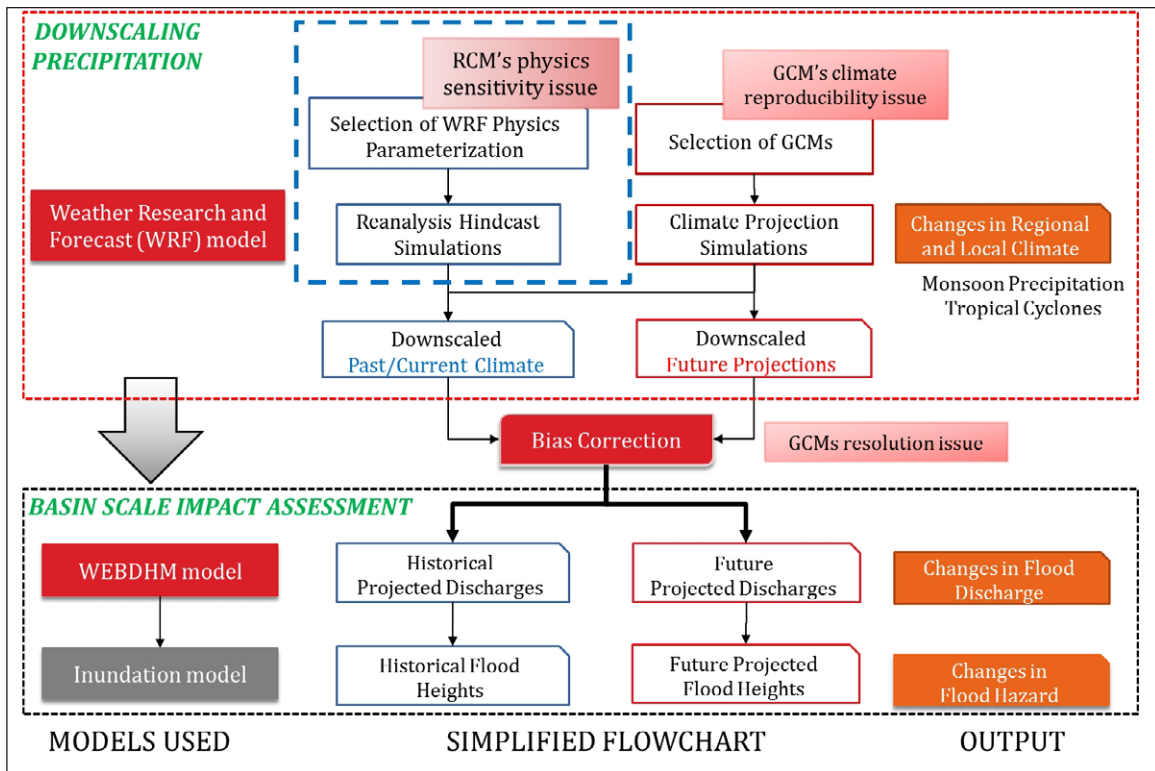 DOWNSCALING
PRECIPITATION
RCM's physics
sensitivity issue
GCM's climate
reproducibility issue
Selection of WRF Physics
Parameterization
Selection of GCMs
Weather Research and
Forecast (WRF) model
Reanalysis Hindcast
Simulations
Climate Projection
Simulations
Changes in Regional
and Local Climate
Monsoon Precipitation
Tropical Cyclones
Downscaled
Past/Current Climate
Downscaled
Future Projections
Bias Correction
GCMs resolution issue
BASIN SCALE IMPACT ASSESSMENT
WEBDHM model
Historical
Projected Discharges
Future
Projected Discharges
Changes in Flood
Discharge
Inundation model
Historical Flood
Heights
Future Projected
Flood Heights
Changes in
Flood Hazard
MODELS USED
SIMPLIFIED FLOWCHART
OUTPUT